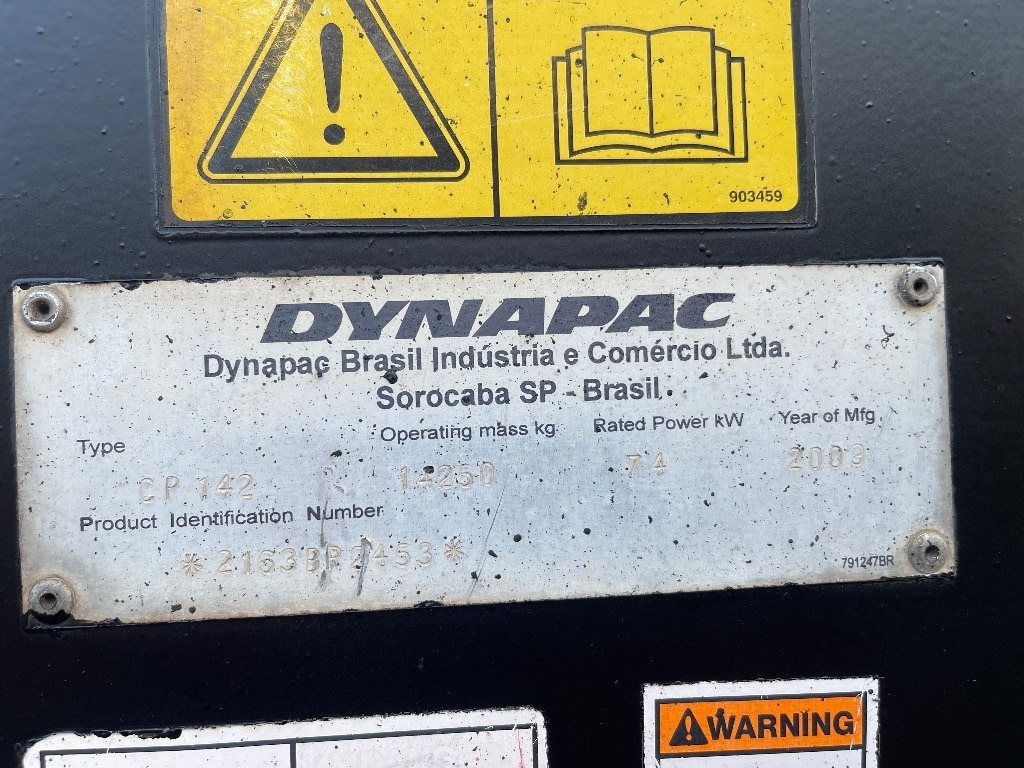 903459
DYNAPAC
Dynapac Brasil Indústria e Comércio Ltda.
Sorocaba SP - Brasil
Type Operating mass kg Rated Power kW Year of Mfg
CP 142 14250 74 2009
Product Identification Number
*2163BR2453*
791247BR
WARNING